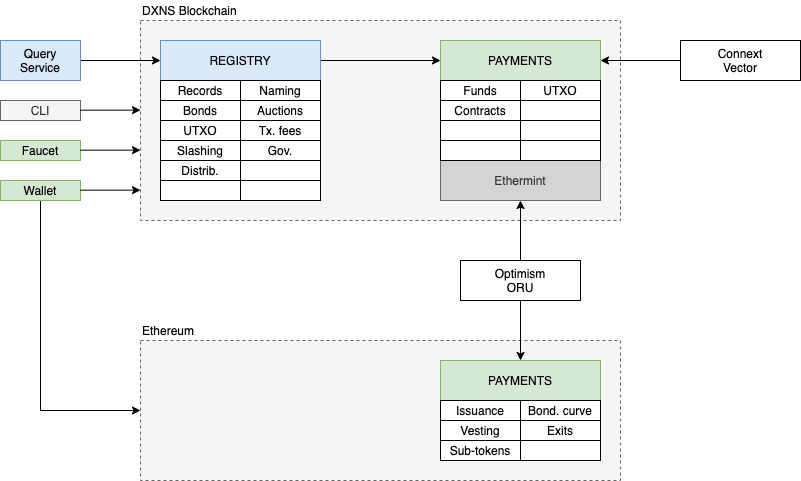 DXNS Blockchain
Query
Service
REGISTRY
PAYMENTS
Connext
Vector
Records Naming
Funds UTXO
CLI
Bonds Auctions
Contracts
UTXO Tx. fees
Faucet
Slashing Gov.
Distrib.
Ethermint
Wallet
Optimism
ORU
Ethereum
PAYMENTS
Issuance Bond. curve
Vesting Exits
Sub-tokens